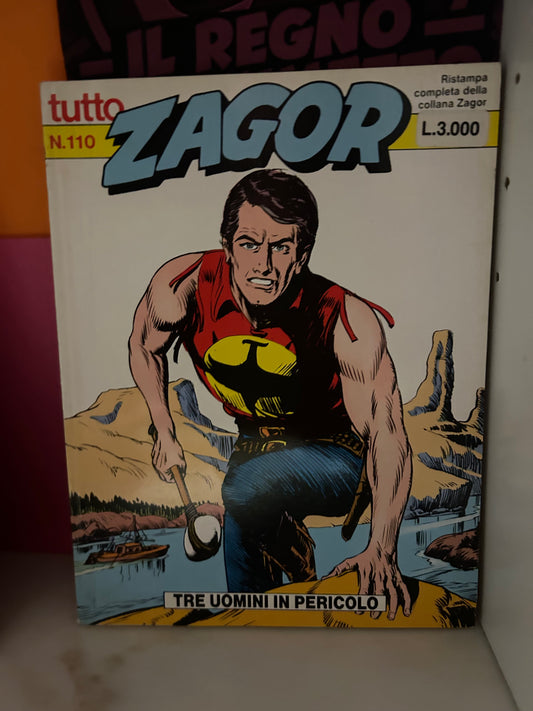 IL REGNO
tutto
N.110
ZAGOR
Ristampa
completa della
collana Zagor
L.3.000
TRE UOMINI IN PERICOLO